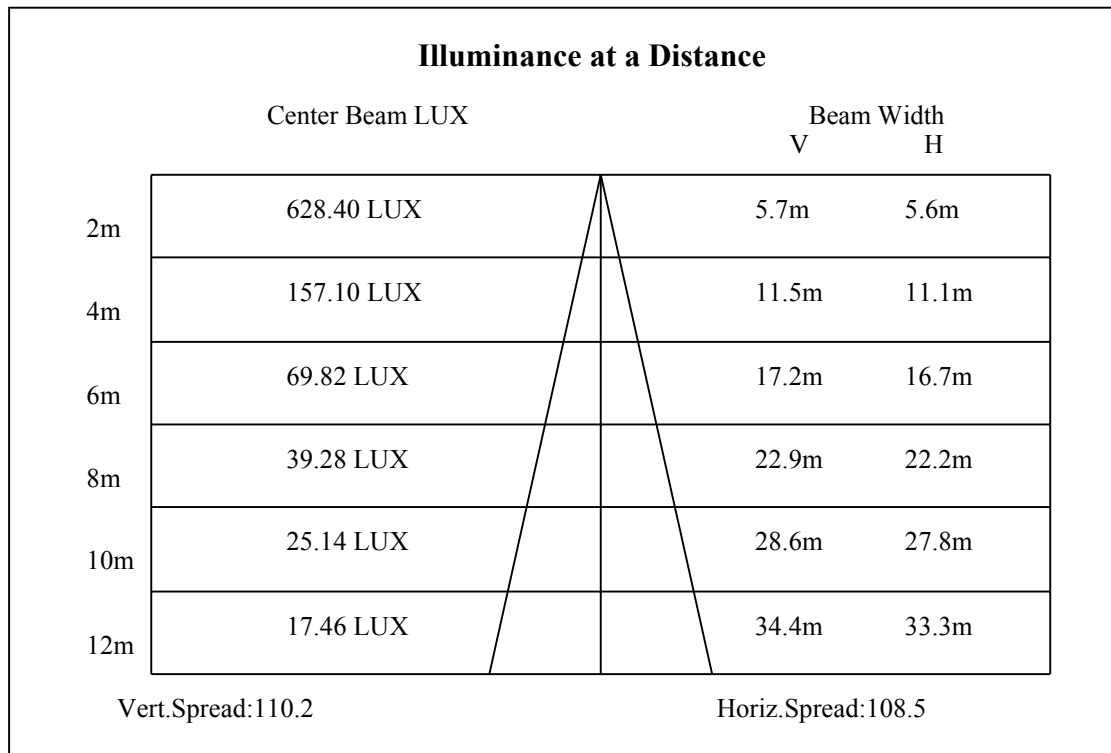 Illuminance at a Distance
Center Beam LUX Beam Width
V H
2m 628.40 LUX 5.7m 5.6m
4m 157.10 LUX 11.5m 11.1m
6m 69.82 LUX 17.2m 16.7m
8m 39.28 LUX 22.9m 22.2m
10m 25.14 LUX 28.6m 27.8m
12m 17.46 LUX 34.4m 33.3m
Vert.Spread:110.2 Horiz.Spread:108.5